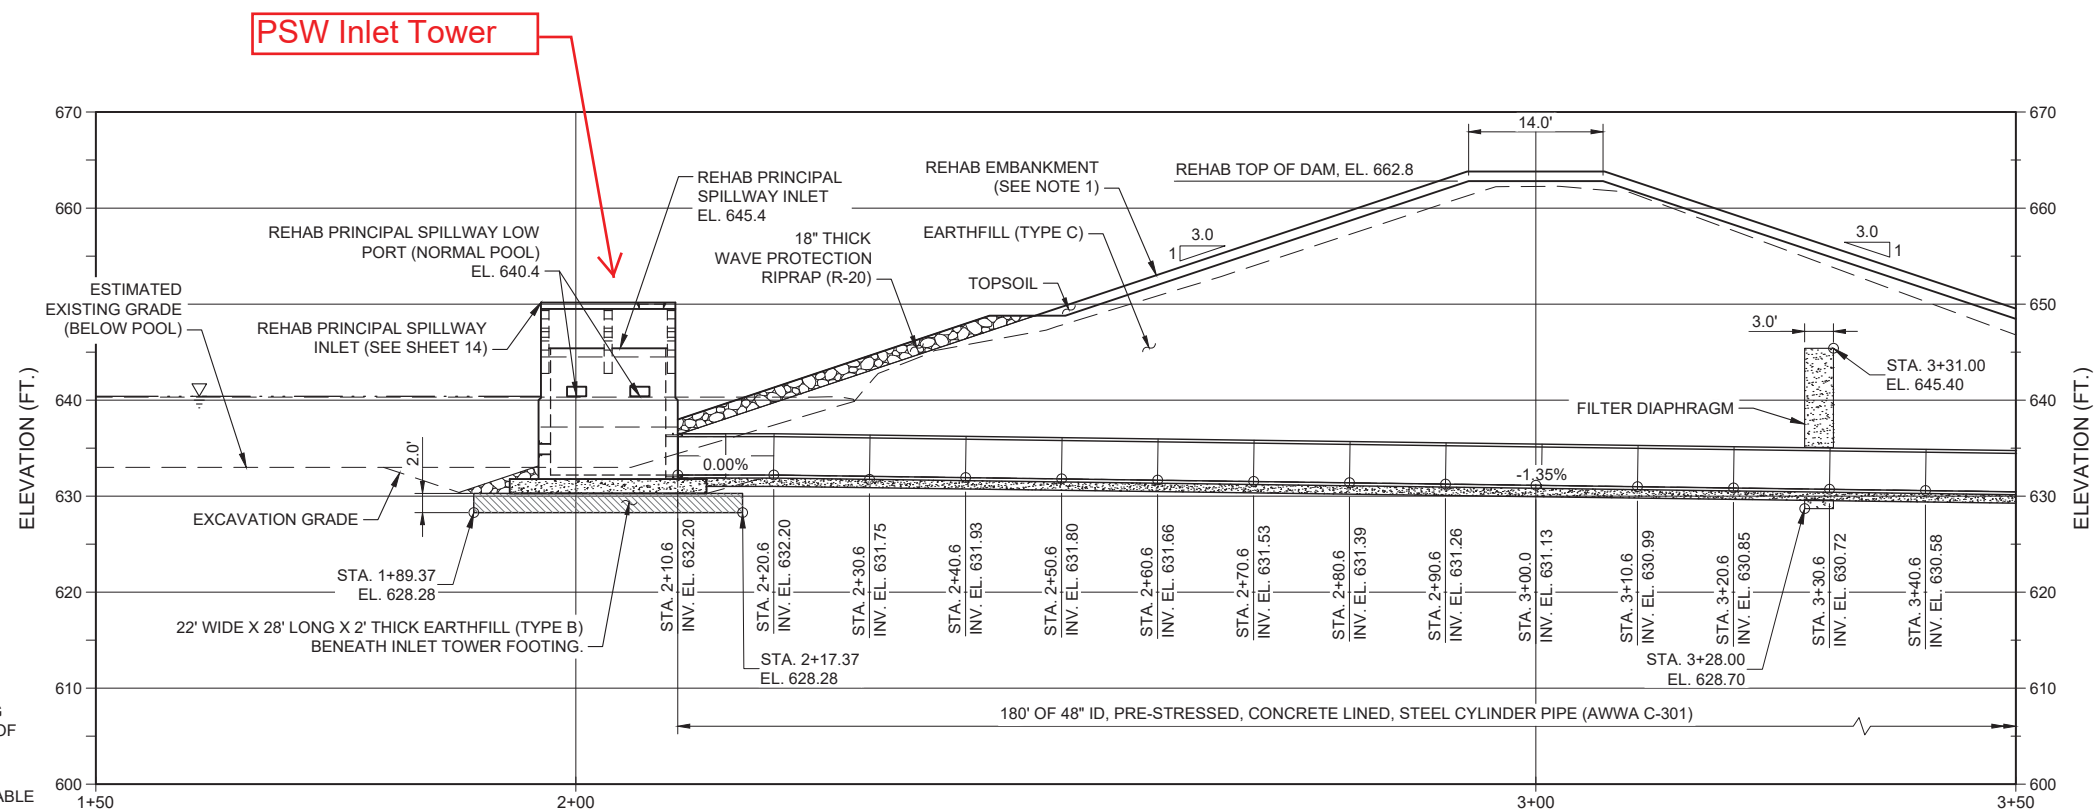 PSW Inlet Tower
670
660
650
640
630
620
610
600
ELEVATION (FT.)
670
660
650
640
630
620
610
600
ELEVATION (FT.)
1+50
2+00
3+00
3+50
14.0'
REHAB TOP OF DAM, EL. 662.8
REHAB EMBANKMENT
(SEE NOTE 1)
REHAB PRINCIPAL
SPILLWAY INLET
EL. 645.4
REHAB PRINCIPAL SPILLWAY LOW
PORT (NORMAL POOL)
EL. 640.4
18" THICK
WAVE PROTECTION
RIPRAP (R-20)
EARTHFILL (TYPE C)
TOPSOIL
3.0
1
3.0
1
ESTIMATED
EXISTING GRADE
(BELOW POOL)
REHAB PRINCIPAL SPILLWAY
INLET (SEE SHEET 14)
3.0'
STA. 3+31.00
EL. 645.40
FILTER DIAPHRAGM
2.0'
0.00%
-1.35%
EXCAVATION GRADE
STA. 1+89.37
EL. 628.28
22' WIDE X 28' LONG X 2' THICK EARTHFILL (TYPE B)
BENEATH INLET TOWER FOOTING.
STA. 2+17.37
EL. 628.28
STA. 2+10.6
INV. EL. 632.20
STA. 2+20.6
INV. EL. 632.20
STA. 2+30.6
INV. EL. 631.75
STA. 2+40.6
INV. EL. 631.93
STA. 2+50.6
INV. EL. 631.80
STA. 2+60.6
INV. EL. 631.66
STA. 2+70.6
INV. EL. 631.53
STA. 2+80.6
INV. EL. 631.39
STA. 2+90.6
INV. EL. 631.26
STA. 3+00.0
INV. EL. 631.13
STA. 3+10.6
INV. EL. 630.99
STA. 3+20.6
INV. EL. 630.85
STA. 3+30.6
INV. EL. 630.72
STA. 3+40.6
INV. EL. 630.58
STA. 3+28.00
EL. 628.70
180' OF 48" ID, PRE-STRESSED, CONCRETE LINED, STEEL CYLINDER PIPE (AWWA C-301)
OF
ABLE